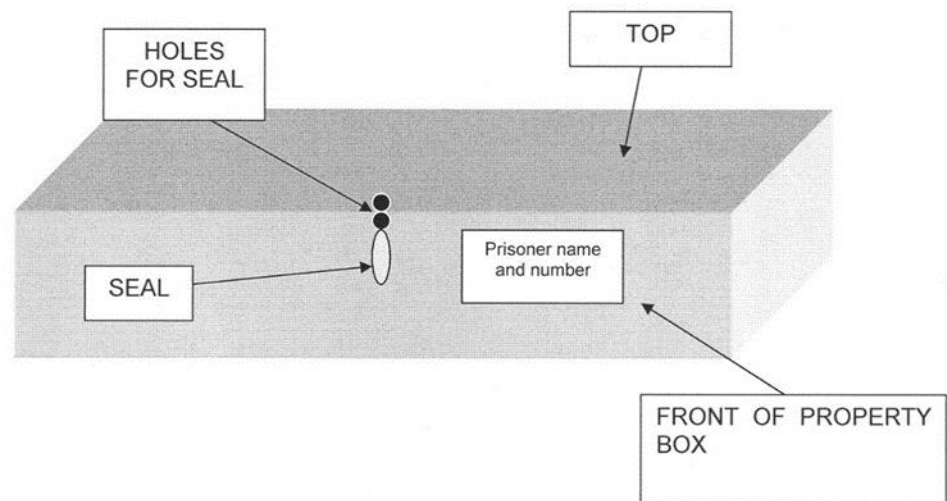 HOLES
FOR SEAL
TOP
Prisoner name
and number
SEAL
FRONT OF PROPERTY
BOX